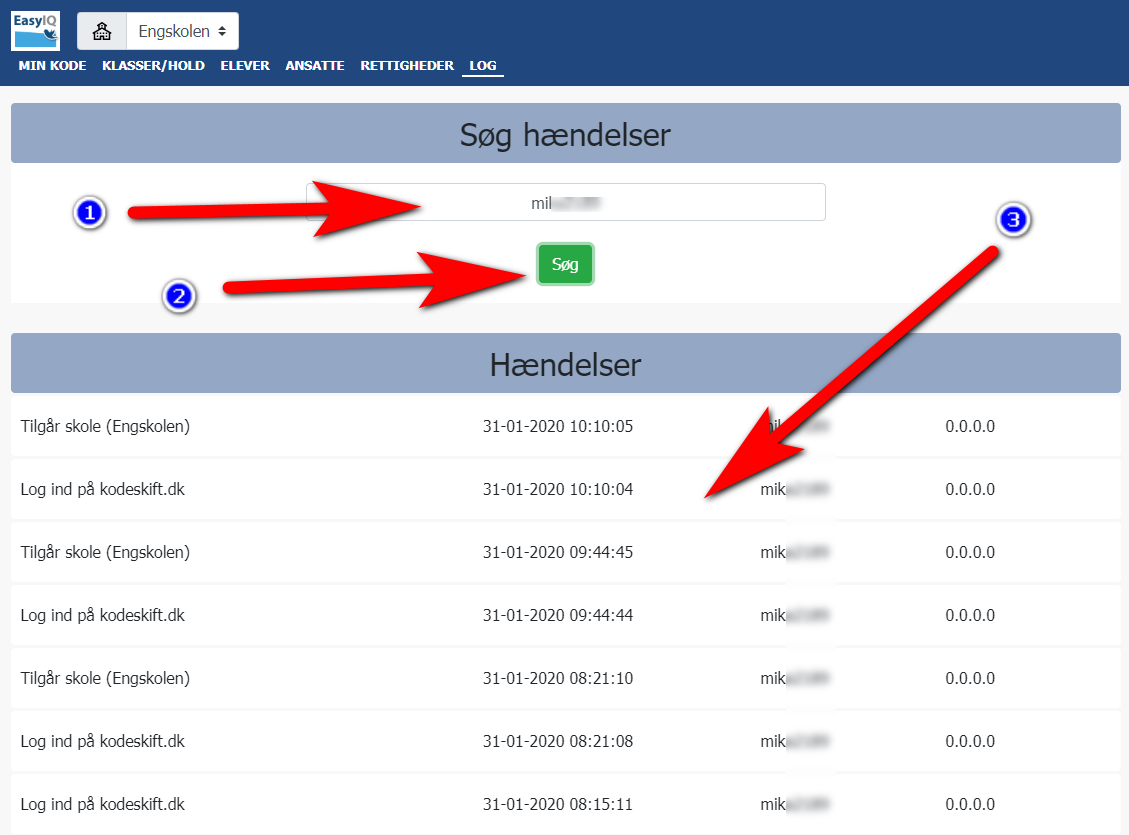 EasyIQ
Engskolen
MIN KODE KLASSER/HOLD ELEVER ANSATTE RETTIGHEDER LOG
Søg hændelser
1
3
Søg
2
Hændelser
Tilgår skole (Engskolen) 31-01-2020 10:10:05 0.0.0.0
Log ind på kodeskift.dk 31-01-2020 10:10:04 0.0.0.0
Tilgår skole (Engskolen) 31-01-2020 09:44:45 0.0.0.0
Log ind på kodeskift.dk 31-01-2020 09:44:44 0.0.0.0
Tilgår skole (Engskolen) 31-01-2020 08:21:10 0.0.0.0
Log ind på kodeskift.dk 31-01-2020 08:21:08 0.0.0.0
Log ind på kodeskift.dk 31-01-2020 08:15:11 0.0.0.0